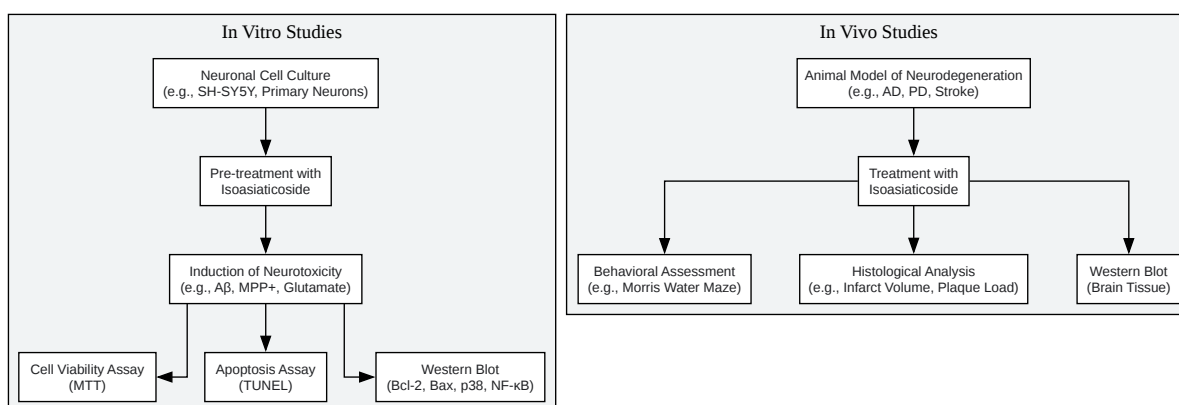 In Vitro Studies
Neuronal Cell Culture
(e.g., SH-SY5Y, Primary Neurons)
Pre-treatment with
Isoasiaticoside
Induction of Neurotoxicity
(e.g., Aβ, MPP+, Glutamate)
Cell Viability Assay
(MTT)
Apoptosis Assay
(TUNEL)
Western Blot
(Bcl-2, Bax, p38, NF-κB)
In Vivo Studies
Animal Model of Neurodegeneration
(e.g., AD, PD, Stroke)
Treatment with
Isoasiaticoside
Behavioral Assessment
(e.g., Morris Water Maze)
Histological Analysis
(e.g., Infarct Volume, Plaque Load)
Western Blot
(Brain Tissue)